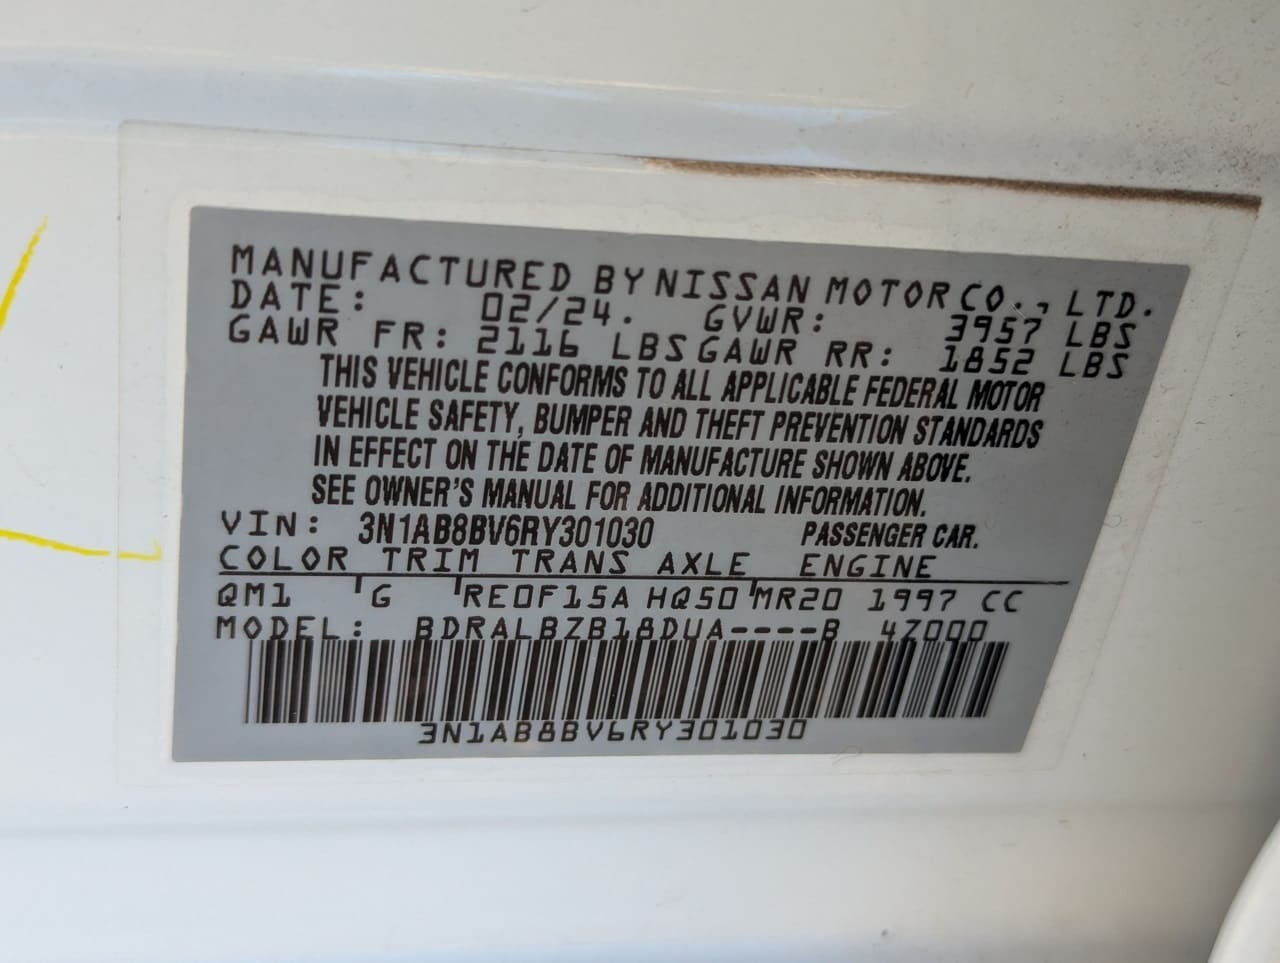 MANUFACTURED BY NISSAN MOTOR CO., LTD.
DATE: 02/24. GVWR: 3957 LBS
GAWR FR: 2116 LBS GAWR RR: 1852 LBS
THIS VEHICLE CONFORMS TO ALL APPLICABLE FEDERAL MOTOR
VEHICLE SAFETY, BUMPER AND THEFT PREVENTION STANDARDS
IN EFFECT ON THE DATE OF MANUFACTURE SHOWN ABOVE.
SEE OWNER'S MANUAL FOR ADDITIONAL INFORMATION.
VIN: 3N1AB8BV6RY301030 PASSENGER CAR.
COLOR TRIM TRANS AXLE ENGINE
QM1 G RE0F15A HQ50 MR20 1997 CC
MODEL: BDRALBZB18DUA----B 4Z000
3N1AB8BV6RY301030